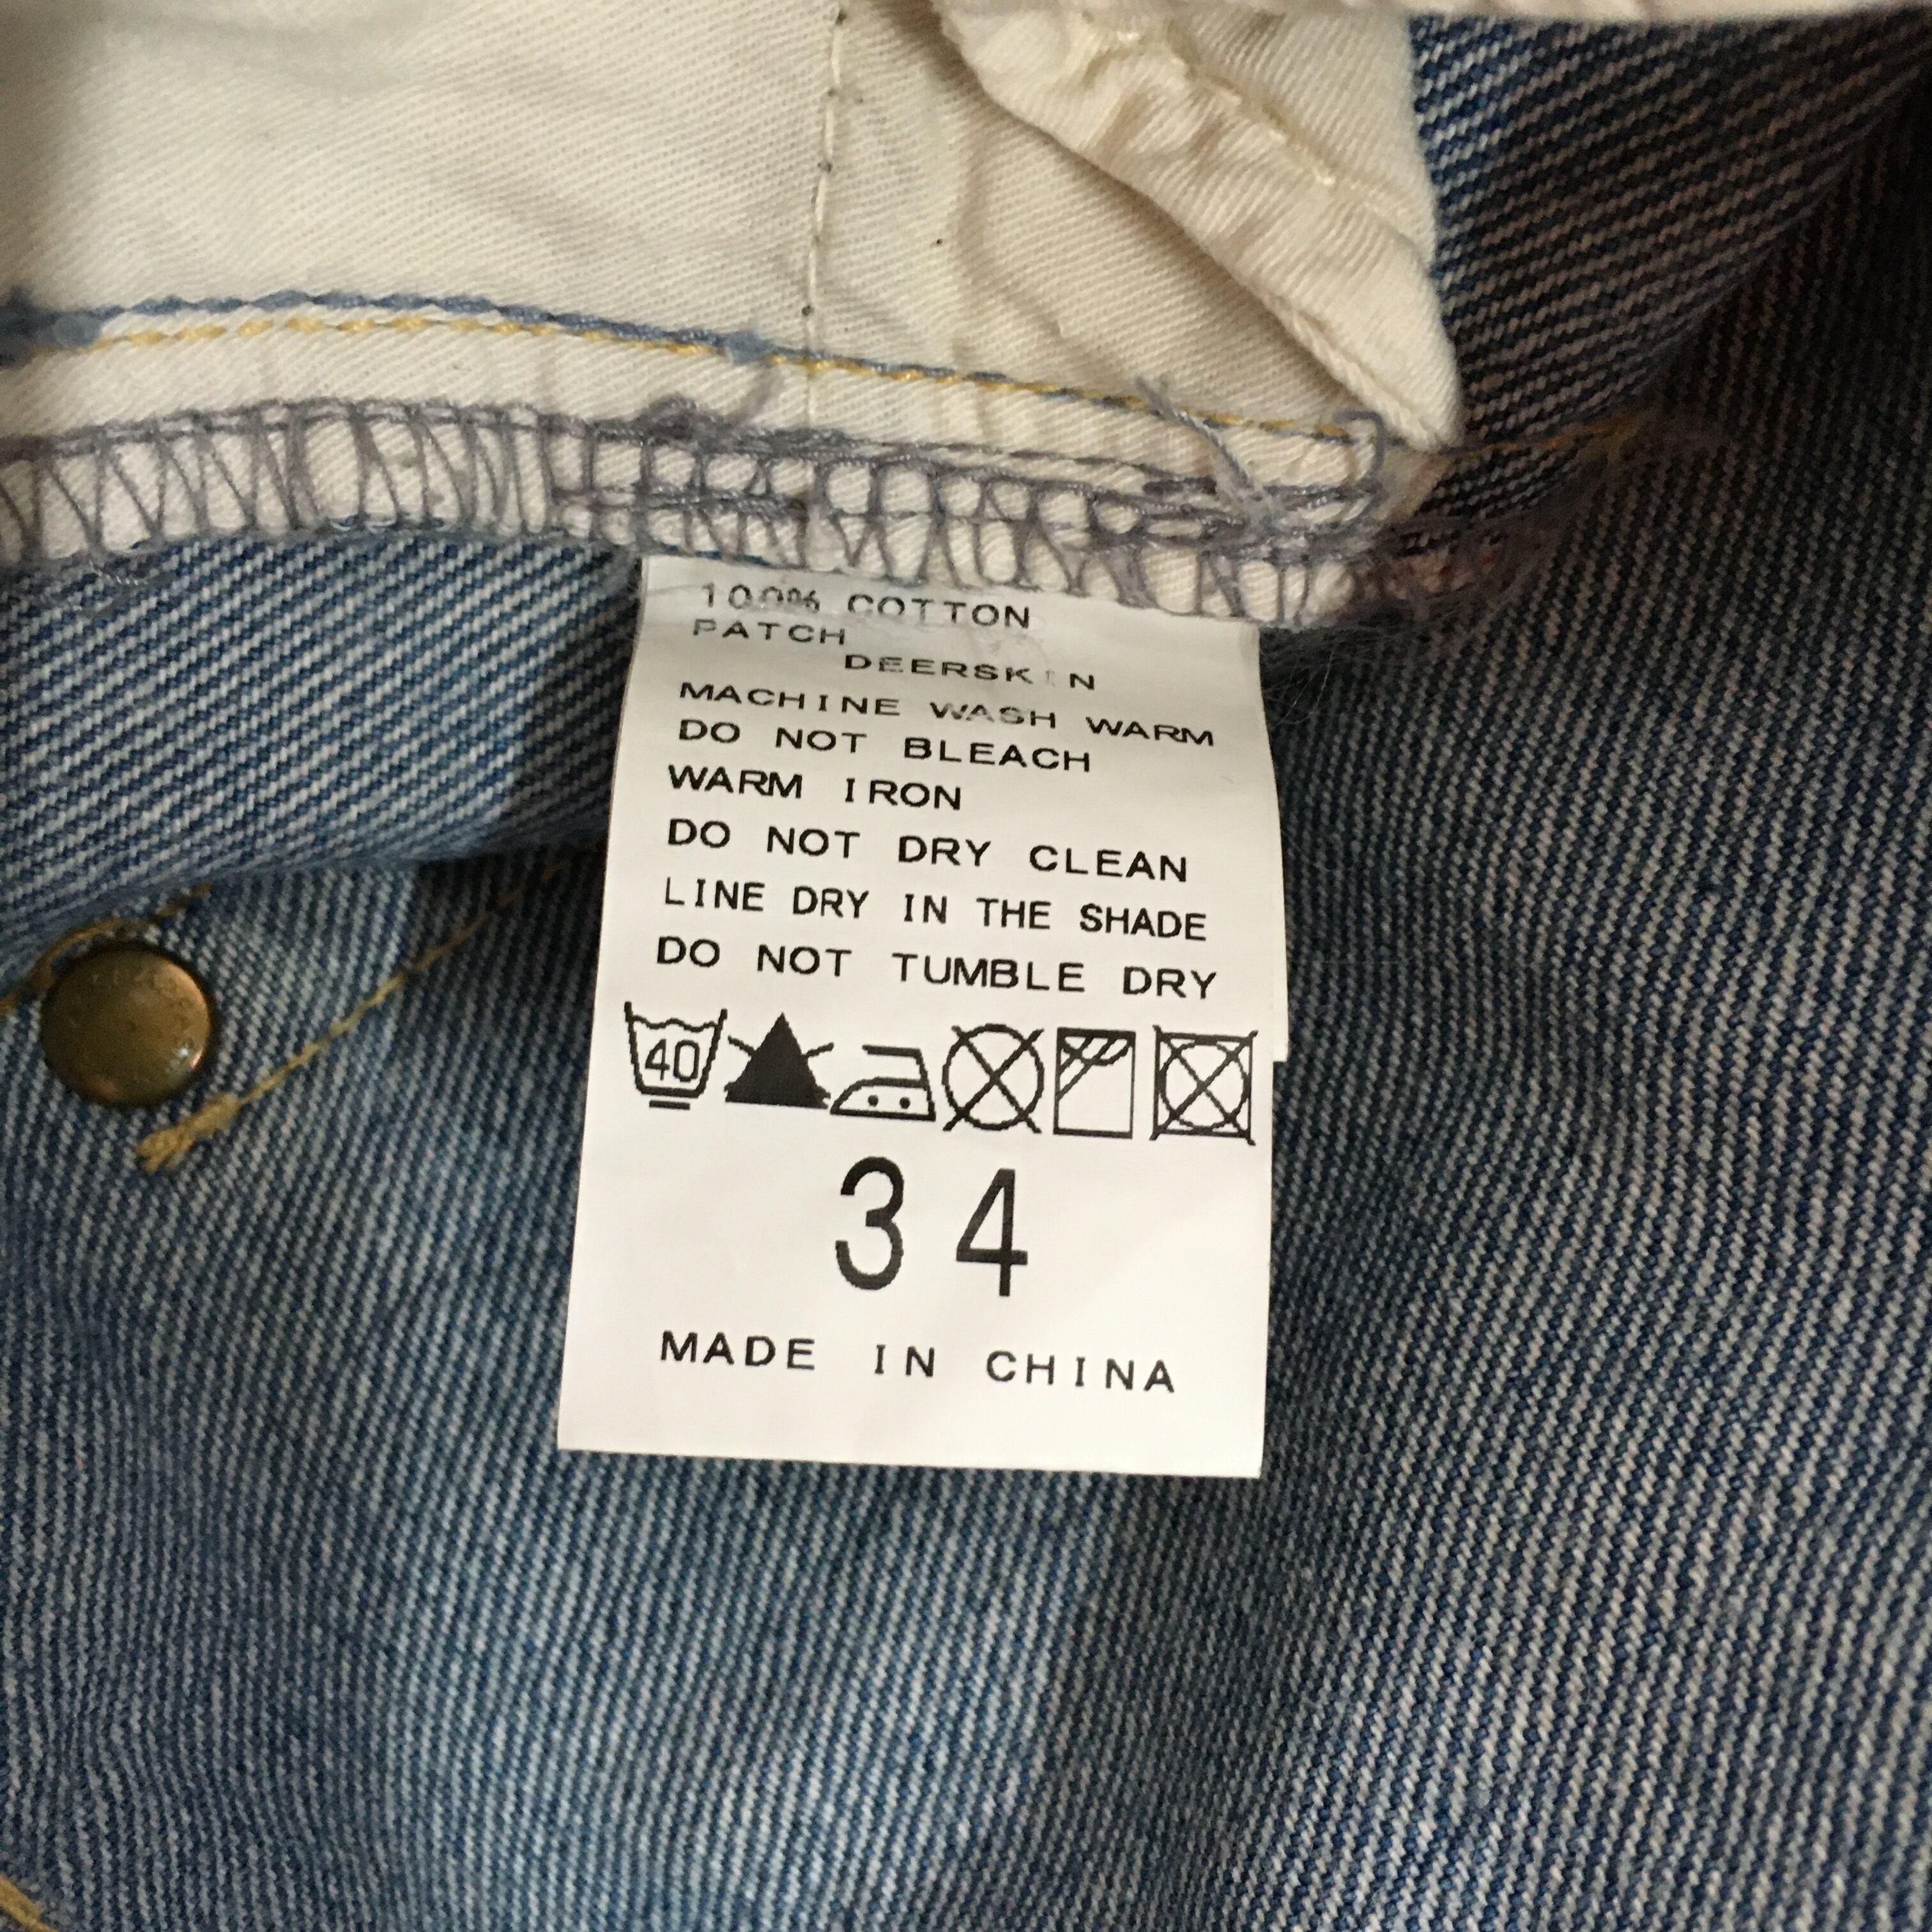 100% COTTON
PATCH
DEERSKIN
MACHINE WASH WARM
DO NOT BLEACH
WARM IRON
DO NOT DRY CLEAN
LINE DRY IN THE SHADE
DO NOT TUMBLE DRY
40
34
MADE IN CHINA